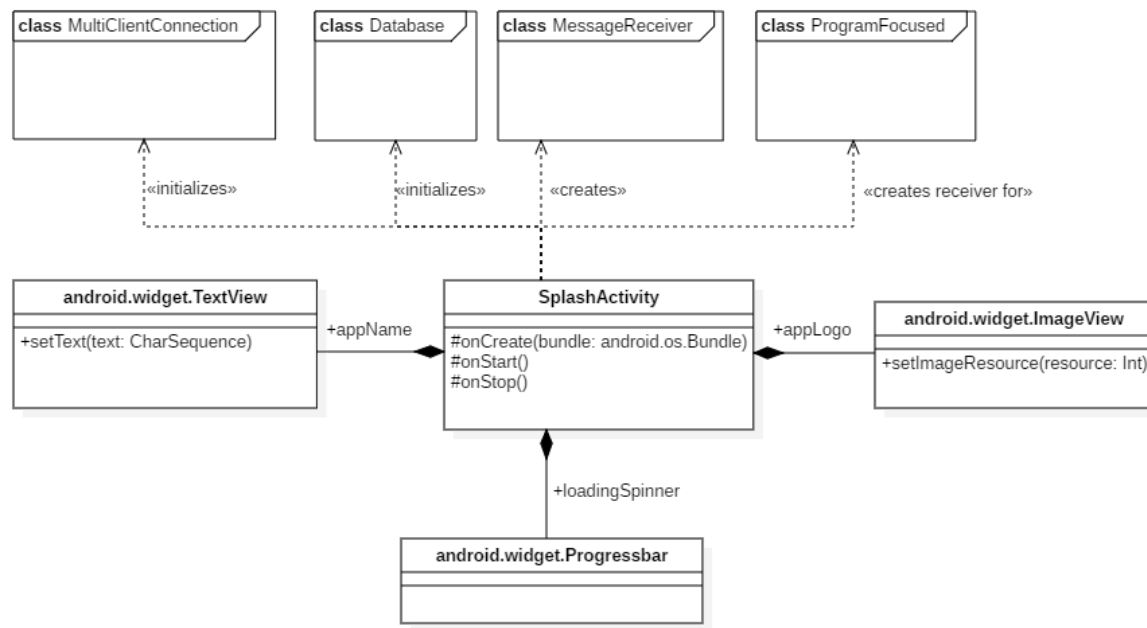 class MultiClientConnection
class Database
class MessageReceiver
class ProgramFocused
«initializes»
«initializes»
«creates»
«creates receiver for»
android.widget.TextView
+setText(text: CharSequence)
+appName
SplashActivity
#onCreate(bundle: android.os.Bundle)
#onStart()
#onStop()
+appLogo
android.widget.ImageView
+setImageResource(resource: Int)
+loadingSpinner
android.widget.Progressbar